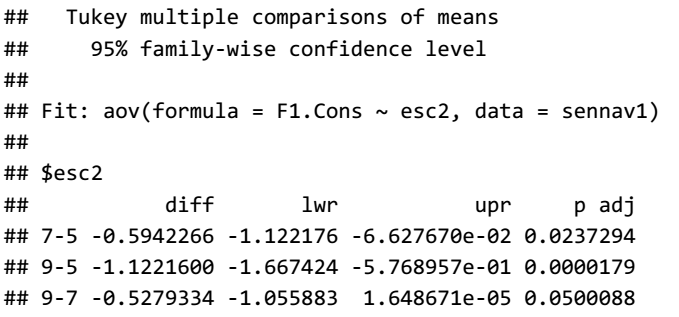 ##   Tukey multiple comparisons of means
##     95% family-wise confidence level
##
## Fit: aov(formula = F1.Cons ~ esc2, data = sennav1)
##
## $esc2
##           diff       lwr           upr     p adj
## 7-5 -0.5942266 -1.122176 -6.627670e-02 0.0237294
## 9-5 -1.1221600 -1.667424 -5.768957e-01 0.0000179
## 9-7 -0.5279334 -1.055883  1.648671e-05 0.0500088